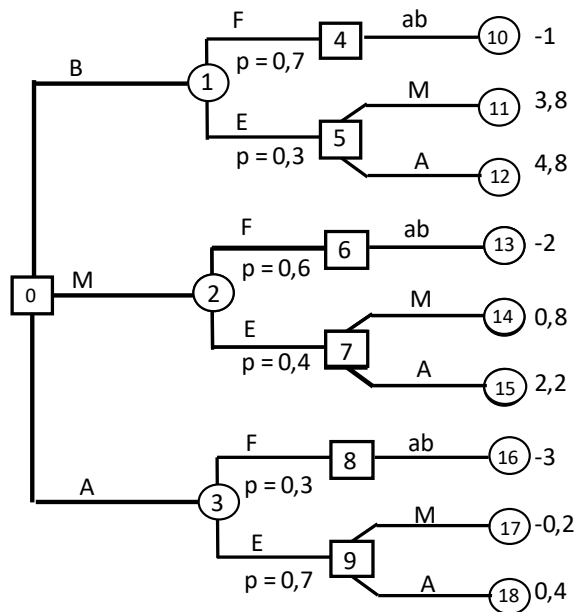 F 4 ab 10 -1
B 1 p = 0,7
E 5 M 11 3,8
p = 0,3 A 12 4,8
F 6 ab 13 -2
0 M 2 p = 0,6
E 7 M 14 0,8
p = 0,4 A 15 2,2
F 8 ab 16 -3
A 3 p = 0,3
E 9 M 17 -0,2
p = 0,7 A 18 0,4